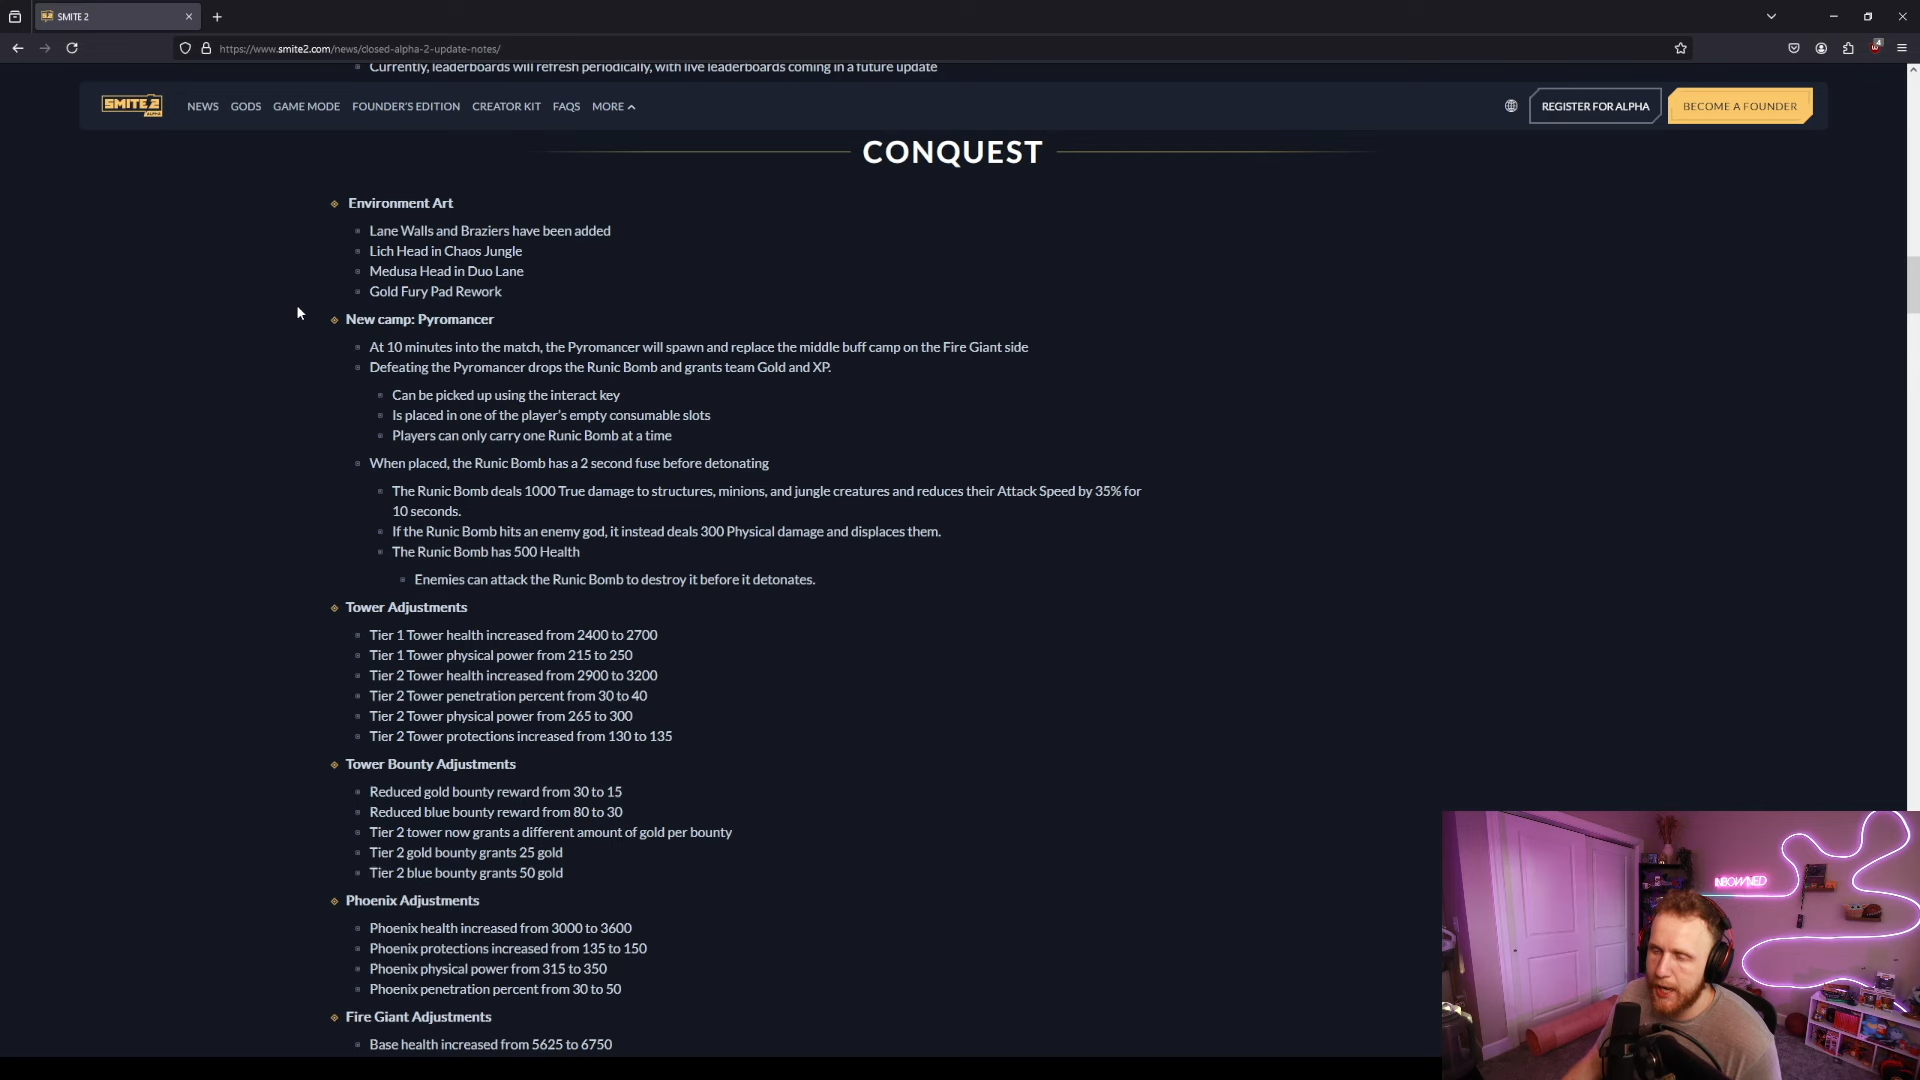 SMITE 2
https://www.smite2.com/news/closed-alpha-2-update-notes/
4
Currently, leaderboards will refresh periodically, with live leaderboards coming in a future update
SMITE 2
ALPHA
NEWS GODS GAME MODE FOUNDER'S EDITION CREATOR KIT FAQS MORE
REGISTER FOR ALPHA
BECOME A FOUNDER
CONQUEST
Environment Art
Lane Walls and Braziers have been added
Lich Head in Chaos Jungle
Medusa Head in Duo Lane
Gold Fury Pad Rework
New camp: Pyromancer
At 10 minutes into the match, the Pyromancer will spawn and replace the middle buff camp on the Fire Giant side
Defeating the Pyromancer drops the Runic Bomb and grants team Gold and XP.
Can be picked up using the interact key
Is placed in one of the player's empty consumable slots
Players can only carry one Runic Bomb at a time
When placed, the Runic Bomb has a 2 second fuse before detonating
The Runic Bomb deals 1000 True damage to structures, minions, and jungle creatures and reduces their Attack Speed by 35% for
10 seconds.
If the Runic Bomb hits an enemy god, it instead deals 300 Physical damage and displaces them.
The Runic Bomb has 500 Health
Enemies can attack the Runic Bomb to destroy it before it detonates.
Tower Adjustments
Tier 1 Tower health increased from 2400 to 2700
Tier 1 Tower physical power from 215 to 250
Tier 2 Tower health increased from 2900 to 3200
Tier 2 Tower penetration percent from 30 to 40
Tier 2 Tower physical power from 265 to 300
Tier 2 Tower protections increased from 130 to 135
Tower Bounty Adjustments
Reduced gold bounty reward from 30 to 15
Reduced blue bounty reward from 80 to 30
Tier 2 tower now grants a different amount of gold per bounty
Tier 2 gold bounty grants 25 gold
Tier 2 blue bounty grants 50 gold
Phoenix Adjustments
Phoenix health increased from 3000 to 3600
Phoenix protections increased from 135 to 150
Phoenix physical power from 315 to 350
Phoenix penetration percent from 30 to 50
Fire Giant Adjustments
Base health increased from 5625 to 6750